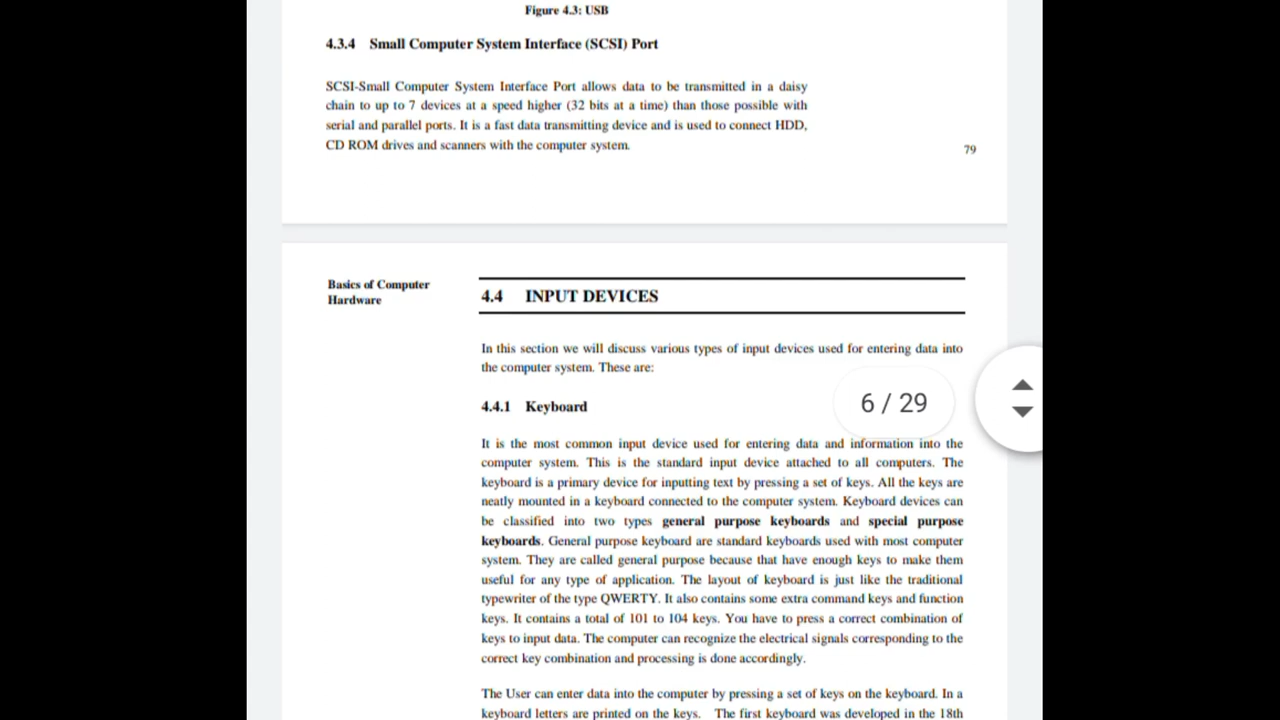 Figure 4.3: USB
4.3.4 Small Computer System Interface (SCSI) Port
SCSI-Small Computer System Interface Port allows data to be transmitted in a daisy
chain to up to 7 devices at a speed higher (32 bits at a time) than those possible with
serial and parallel ports. It is a fast data transmitting device and is used to connect HDD,
CD ROM drives and scanners with the computer system.
79
Basics of Computer
Hardware
4.4 INPUT DEVICES
In this section we will discuss various types of input devices used for entering data into
the computer system. These are:
4.4.1 Keyboard
6 / 29
It is the most common input device used for entering data and information into the
computer system. This is the standard input device attached to all computers. The
keyboard is a primary device for inputting text by pressing a set of keys. All the keys are
neatly mounted in a keyboard connected to the computer system. Keyboard devices can
be classified into two types general purpose keyboards and special purpose
keyboards. General purpose keyboard are standard keyboards used with most computer
system. They are called general purpose because that have enough keys to make them
useful for any type of application. The layout of keyboard is just like the traditional
typewriter of the type QWERTY. It also contains some extra command keys and function
keys. It contains a total of 101 to 104 keys. You have to press a correct combination of
keys to input data. The computer can recognize the electrical signals corresponding to the
correct key combination and processing is done accordingly.
The User can enter data into the computer by pressing a set of keys on the keyboard. In a
keyboard letters are printed on the keys. The first keyboard was developed in the 18th